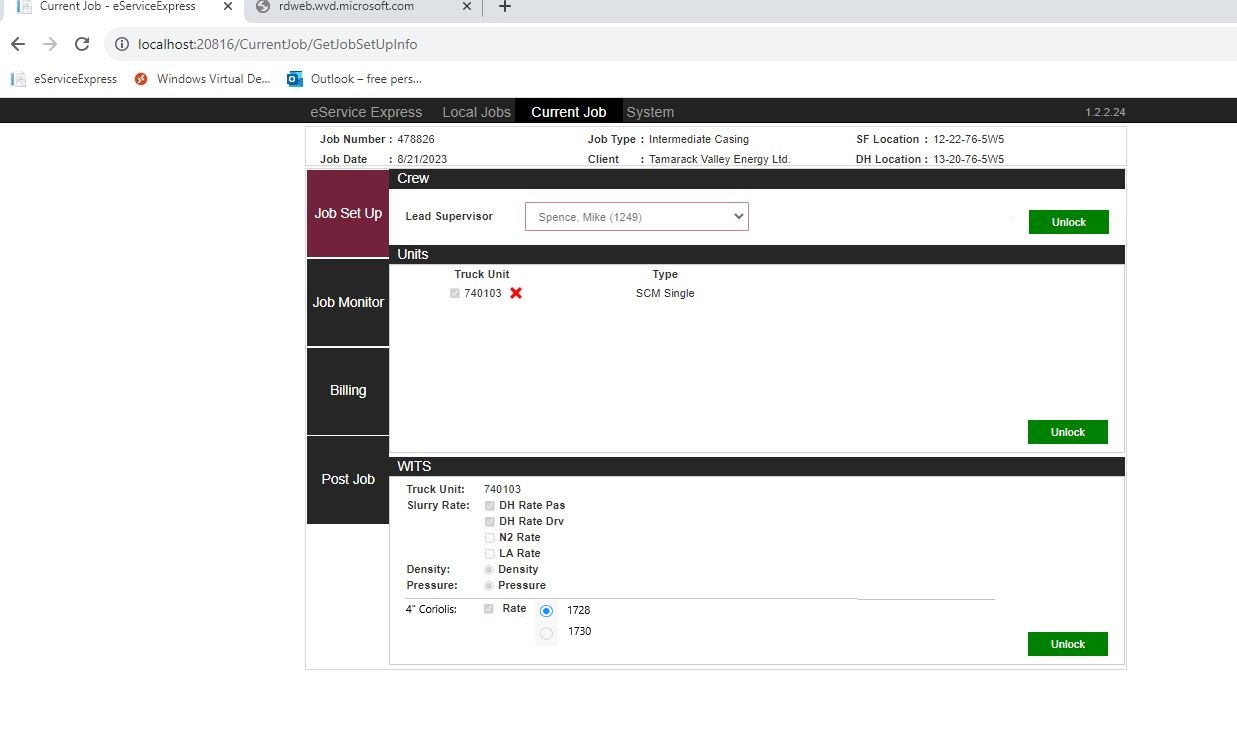 Current Job - eServiceExpress
rdweb.wvd.microsoft.com
localhost:20816/CurrentJob/GetJobSetUpInfo
eServiceExpress
Windows Virtual De...
Outlook – free pers...
eService Express Local Jobs Current Job System 1.2.2.24
Job Number : 478826 Job Type : Intermediate Casing SF Location : 12-22-76-5W5
Job Date : 8/21/2023 Client : Tamarack Valley Energy Ltd. DH Location : 13-20-76-5W5
Job Set Up
Job Monitor
Billing
Post Job
Crew
Lead Supervisor Spence, Mike (1249) Unlock
Units
Truck Unit Type
740103 SCM Single
Unlock
WITS
Truck Unit: 740103
Slurry Rate: DH Rate Pas
DH Rate Drv
N2 Rate
LA Rate
Density: Density
Pressure: Pressure
4" Coriolis: Rate 1728
1730
Unlock